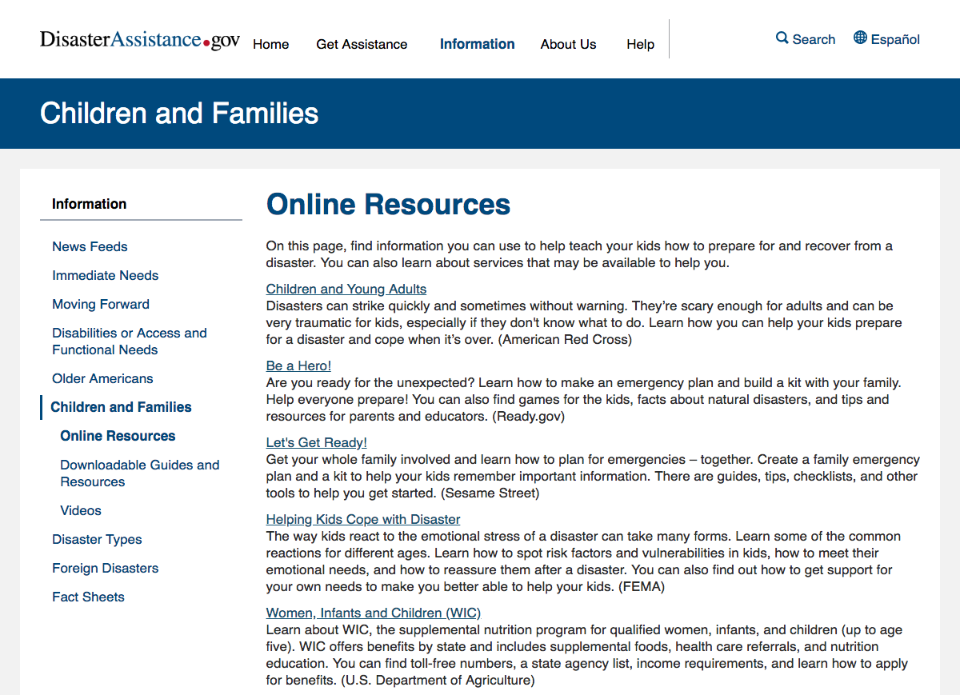 DisasterAssistance.gov Home Get Assistance Information About Us Help Search Español
Children and Families
Information
News Feeds
Immediate Needs
Moving Forward
Disabilities or Access and
Functional Needs
Older Americans
Children and Families
Online Resources
Downloadable Guides and
Resources
Videos
Disaster Types
Foreign Disasters
Fact Sheets
Online Resources
On this page, find information you can use to help teach your kids how to prepare for and recover from a
disaster. You can also learn about services that may be available to help you.
Children and Young Adults
Disasters can strike quickly and sometimes without warning. They're scary enough for adults and can be
very traumatic for kids, especially if they don't know what to do. Learn how you can help your kids prepare
for a disaster and cope when it's over. (American Red Cross)
Be a Hero!
Are you ready for the unexpected? Learn how to make an emergency plan and build a kit with your family.
Help everyone prepare! You can also find games for the kids, facts about natural disasters, and tips and
resources for parents and educators. (Ready.gov)
Let's Get Ready!
Get your whole family involved and learn how to plan for emergencies – together. Create a family emergency
plan and a kit to help your kids remember important information. There are guides, tips, checklists, and other
tools to help you get started. (Sesame Street)
Helping Kids Cope with Disaster
The way kids react to the emotional stress of a disaster can take many forms. Learn some of the common
reactions for different ages. Learn how to spot risk factors and vulnerabilities in kids, how to meet their
emotional needs, and how to reassure them after a disaster. You can also find out how to get support for
your own needs to make you better able to help your kids. (FEMA)
Women, Infants and Children (WIC)
Learn about WIC, the supplemental nutrition program for qualified women, infants, and children (up to age
five). WIC offers benefits by state and includes supplemental foods, health care referrals, and nutrition
education. You can find toll-free numbers, a state agency list, income requirements, and learn how to apply
for benefits. (U.S. Department of Agriculture)